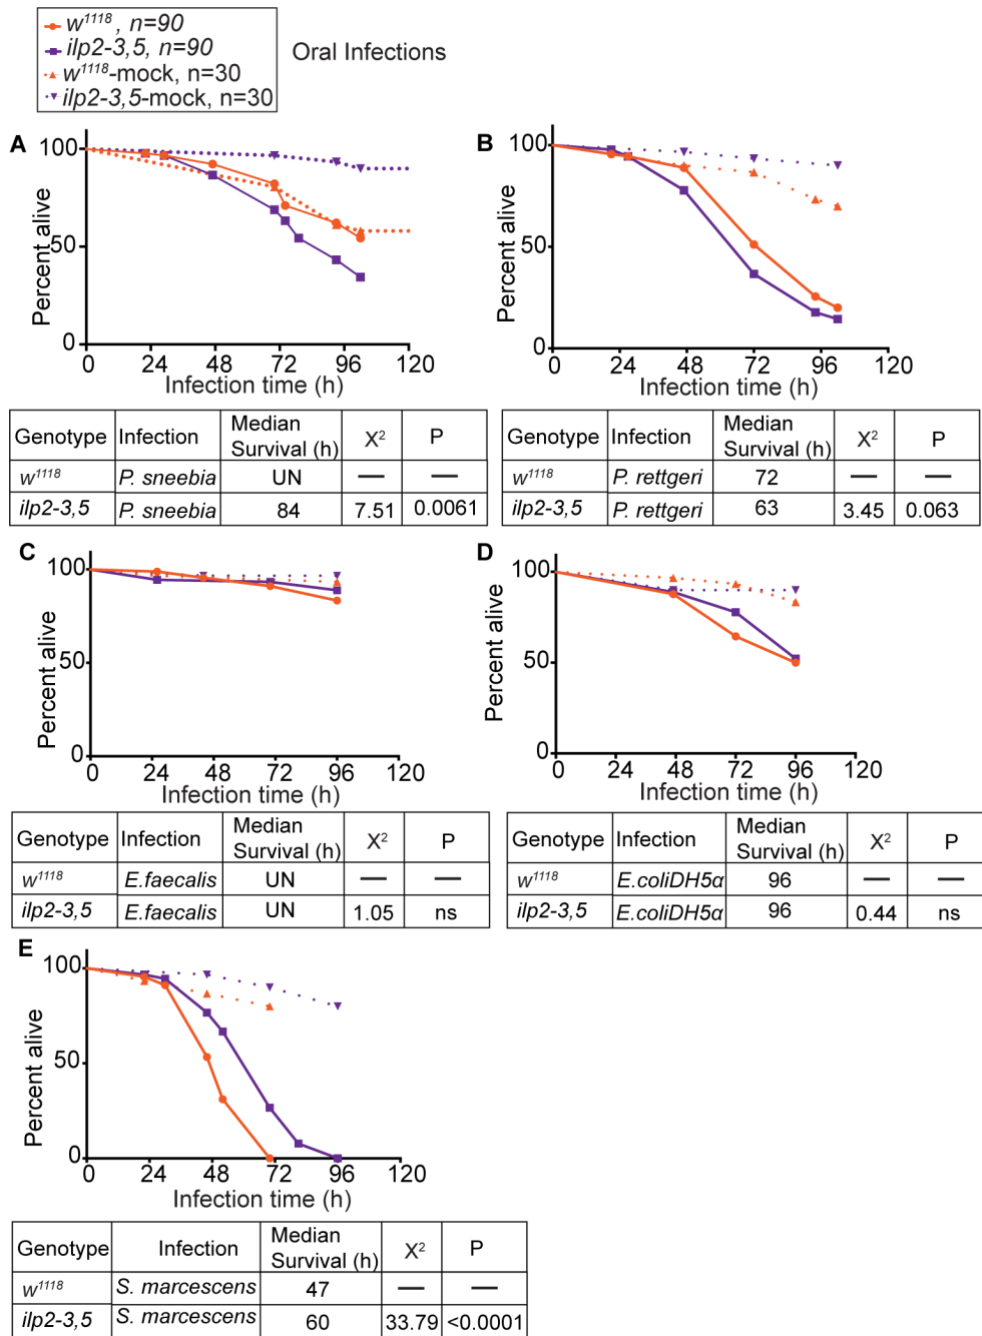 w1118, n=90
ilp2-3,5, n=90
w1118-mock, n=30
ilp2-3,5-mock, n=30
Oral Infections
A
100
50
0
Percent alive
0 24 48 72 96 120
Infection time (h)
Genotype Infection Median Survival (h) X2 P
w1118 P. sneebia UN — —
ilp2-3,5 P. sneebia 84 7.51 0.0061
B
100
50
0
Percent alive
0 24 48 72 96 120
Infection time (h)
Genotype Infection Median Survival (h) X2 P
w1118 P. rettgeri 72 — —
ilp2-3,5 P. rettgeri 63 3.45 0.063
C
100
50
0
Percent alive
0 24 48 72 96 120
Infection time (h)
Genotype Infection Median Survival (h) X2 P
w1118 E.faecalis UN — —
ilp2-3,5 E.faecalis UN 1.05 ns
D
100
50
0
Percent alive
0 24 48 72 96 120
Infection time (h)
Genotype Infection Median Survival (h) X2 P
w1118 E.coliDH5α 96 — —
ilp2-3,5 E.coliDH5α 96 0.44 ns
E
100
50
0
Percent alive
0 24 48 72 96 120
Infection time (h)
Genotype Infection Median Survival (h) X2 P
w1118 S. marcescens 47 — —
ilp2-3,5 S. marcescens 60 33.79 <0.0001